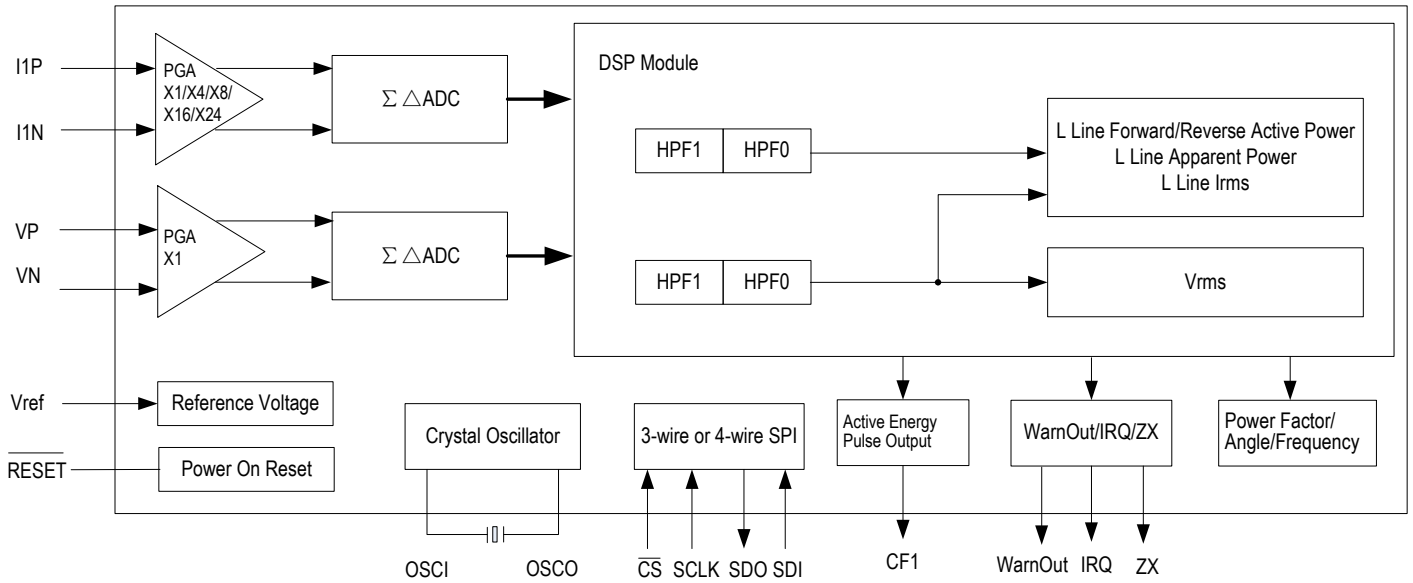 I1P
I1N
PGA
X1/X4/X8/
X16/X24
Σ △ADC
DSP Module
HPF1
HPF0
L Line Forward/Reverse Active Power
L Line Apparent Power
L Line Irms
VP
VN
PGA
X1
Σ △ADC
HPF1
HPF0
Vrms
Vref
Reference Voltage
RESET
Power On Reset
Crystal Oscillator
3-wire or 4-wire SPI
Active Energy
Pulse Output
WarnOut/IRQ/ZX
Power Factor/
Angle/Frequency
OSCI
OSCO
CS
SCLK
SDO
SDI
CF1
WarnOut
IRQ
ZX